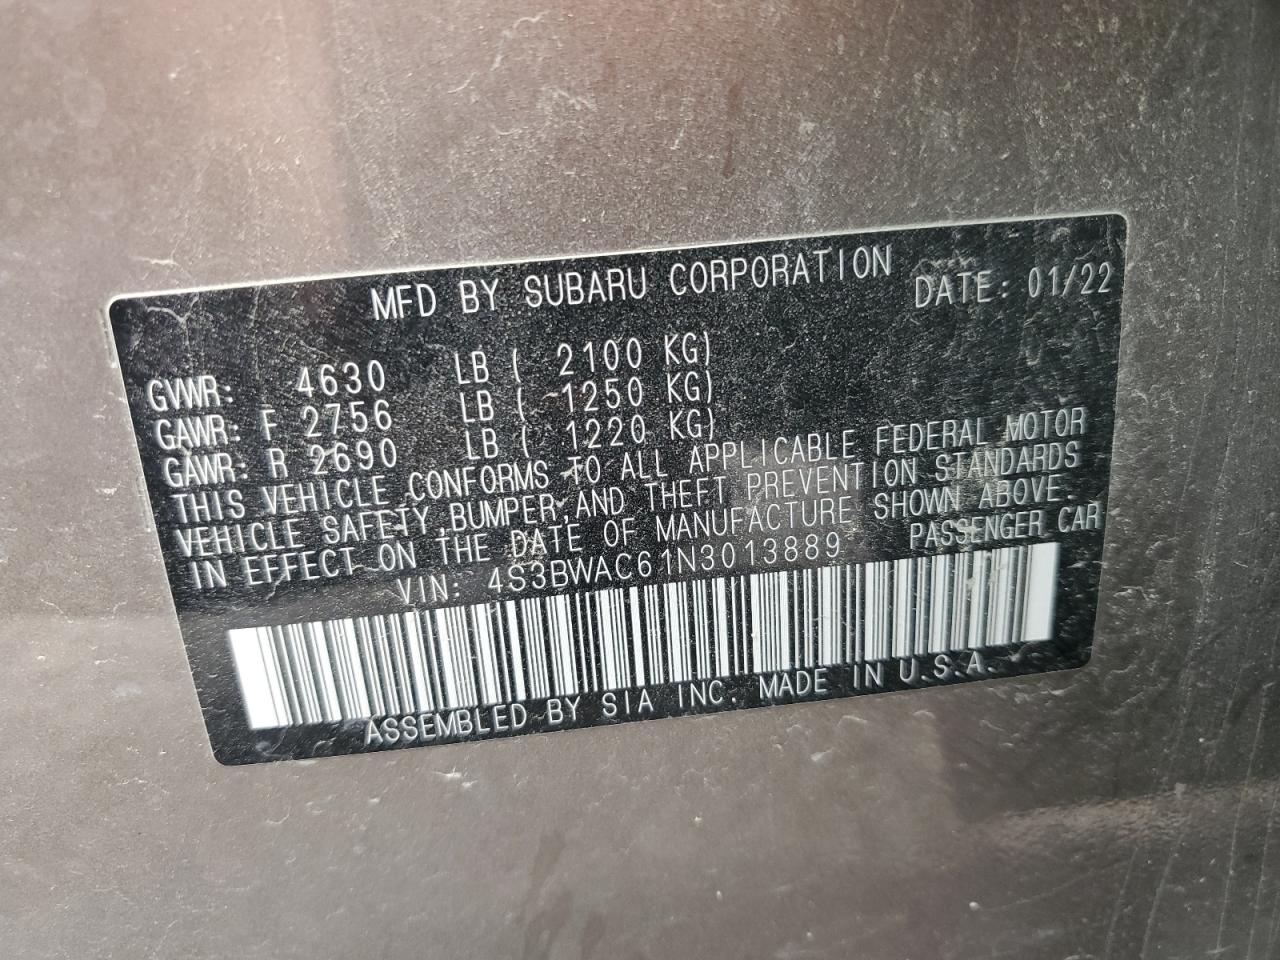 MFD BY SUBARU CORPORATION DATE: 01/22
GVWR: 4630 LB ( 2100 KG)
GAWR: F 2756 LB ( 1250 KG)
GAWR: R 2690 LB ( 1220 KG)
THIS VEHICLE CONFORMS TO ALL APPLICABLE FEDERAL MOTOR
VEHICLE SAFETY,BUMPER,AND THEFT PREVENTION STANDARDS
IN EFFECT ON THE DATE OF MANUFACTURE SHOWN ABOVE.
VIN: 4S3BWAC61N3013889 PASSENGER CAR
ASSEMBLED BY SIA INC. MADE IN U.S.A.